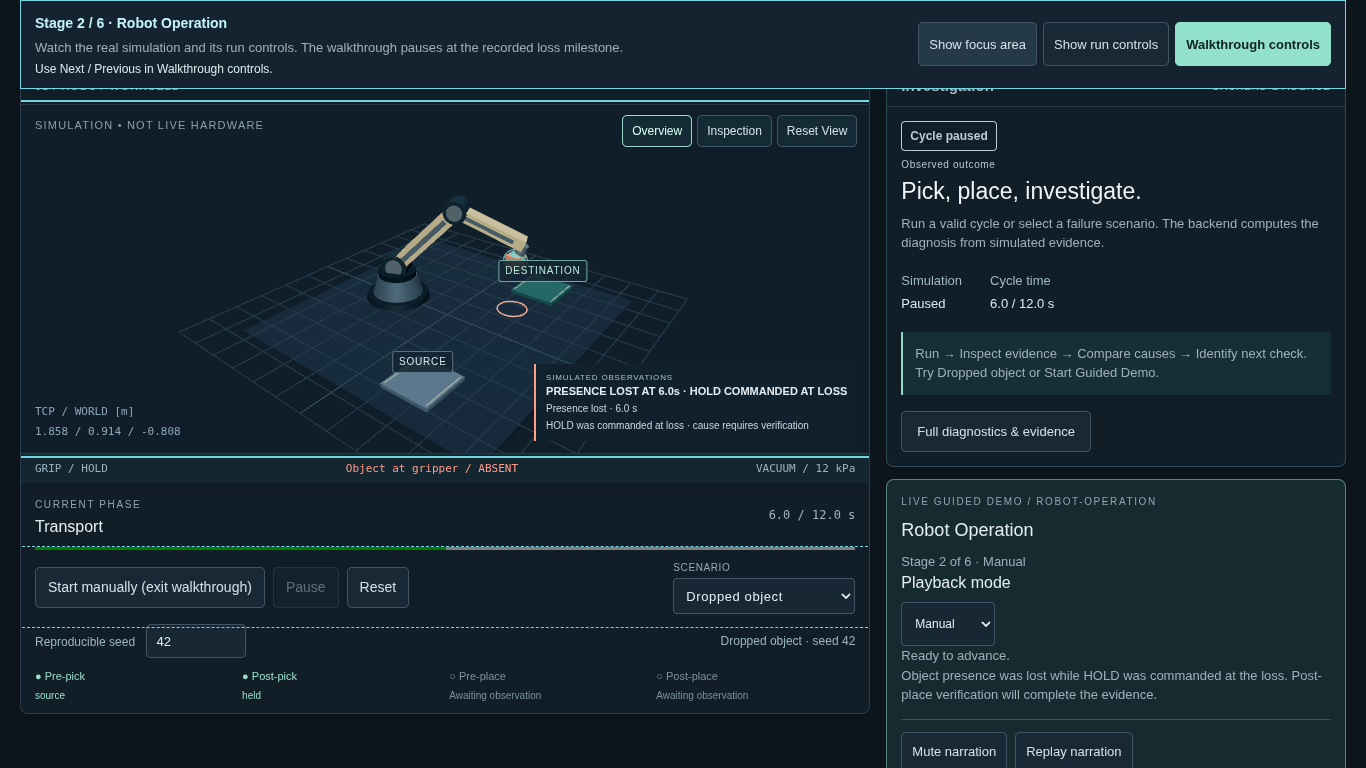 Stage 2 / 6 · Robot Operation
Watch the real simulation and its run controls. The walkthrough pauses at the recorded loss milestone.
Use Next / Previous in Walkthrough controls.
Show focus area
Show run controls
Walkthrough controls
SIMULATION • NOT LIVE HARDWARE
Overview
Inspection
Reset View
DESTINATION
SOURCE
SIMULATED OBSERVATIONS
PRESENCE LOST AT 6.0s · HOLD COMMANDED AT LOSS
Presence lost · 6.0 s
HOLD was commanded at loss · cause requires verification
TCP / WORLD [m]
1.858 / 0.914 / -0.808
GRIP / HOLD
Object at gripper / ABSENT
VACUUM / 12 kPa
CURRENT PHASE
Transport
6.0 / 12.0 s
Start manually (exit walkthrough)
Pause
Reset
SCENARIO
Dropped object
Reproducible seed
42
Dropped object · seed 42
● Pre-pick
source
● Post-pick
held
○ Pre-place
Awaiting observation
○ Post-place
Awaiting observation
Investigation
Cycle paused
Observed outcome
Pick, place, investigate.
Run a valid cycle or select a failure scenario. The backend computes the
diagnosis from simulated evidence.
Simulation
Cycle time
Paused
6.0 / 12.0 s
Run → Inspect evidence → Compare causes → Identify next check.
Try Dropped object or Start Guided Demo.
Full diagnostics & evidence
LIVE GUIDED DEMO / ROBOT-OPERATION
Robot Operation
Stage 2 of 6 · Manual
Playback mode
Manual
Ready to advance.
Object presence was lost while HOLD was commanded at the loss. Post-
place verification will complete the evidence.
Mute narration
Replay narration